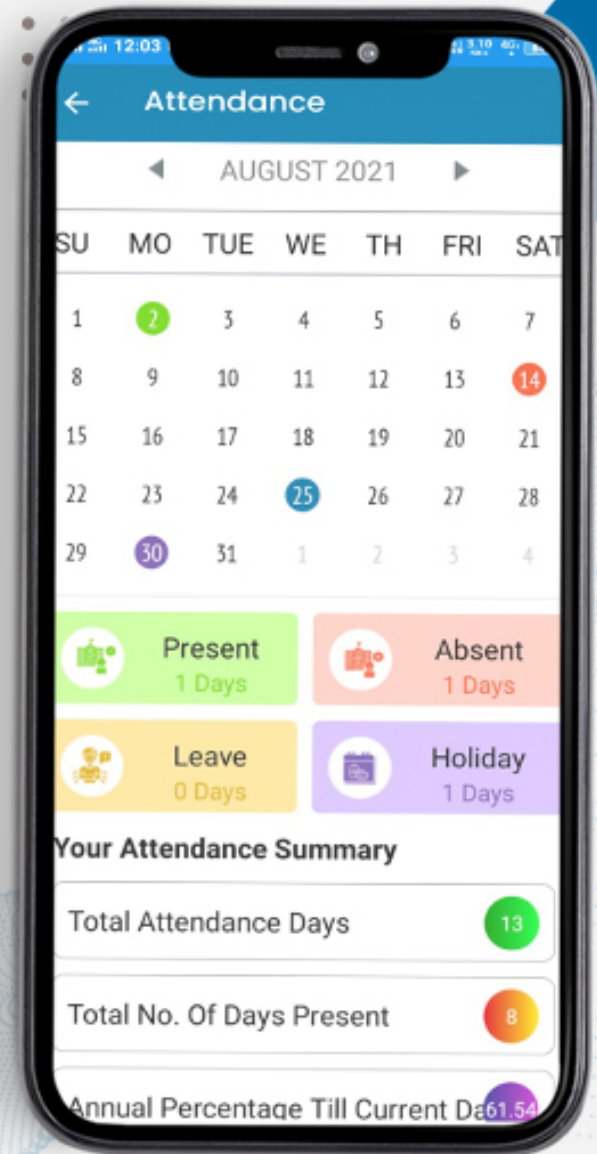 12:03
Attendance
AUGUST 2021
SU MO TUE WE TH FRI SAT
1 2 3 4 5 6 7
8 9 10 11 12 13 14
15 16 17 18 19 20 21
22 23 24 25 26 27 28
29 30 31 1 2 3 4
Present Absent
1 Days 1 Days
Leave Holiday
0 Days 1 Days
Your Attendance Summary
Total Attendance Days 13
Total No. Of Days Present 8
Annual Percentage Till Current Da 61.54